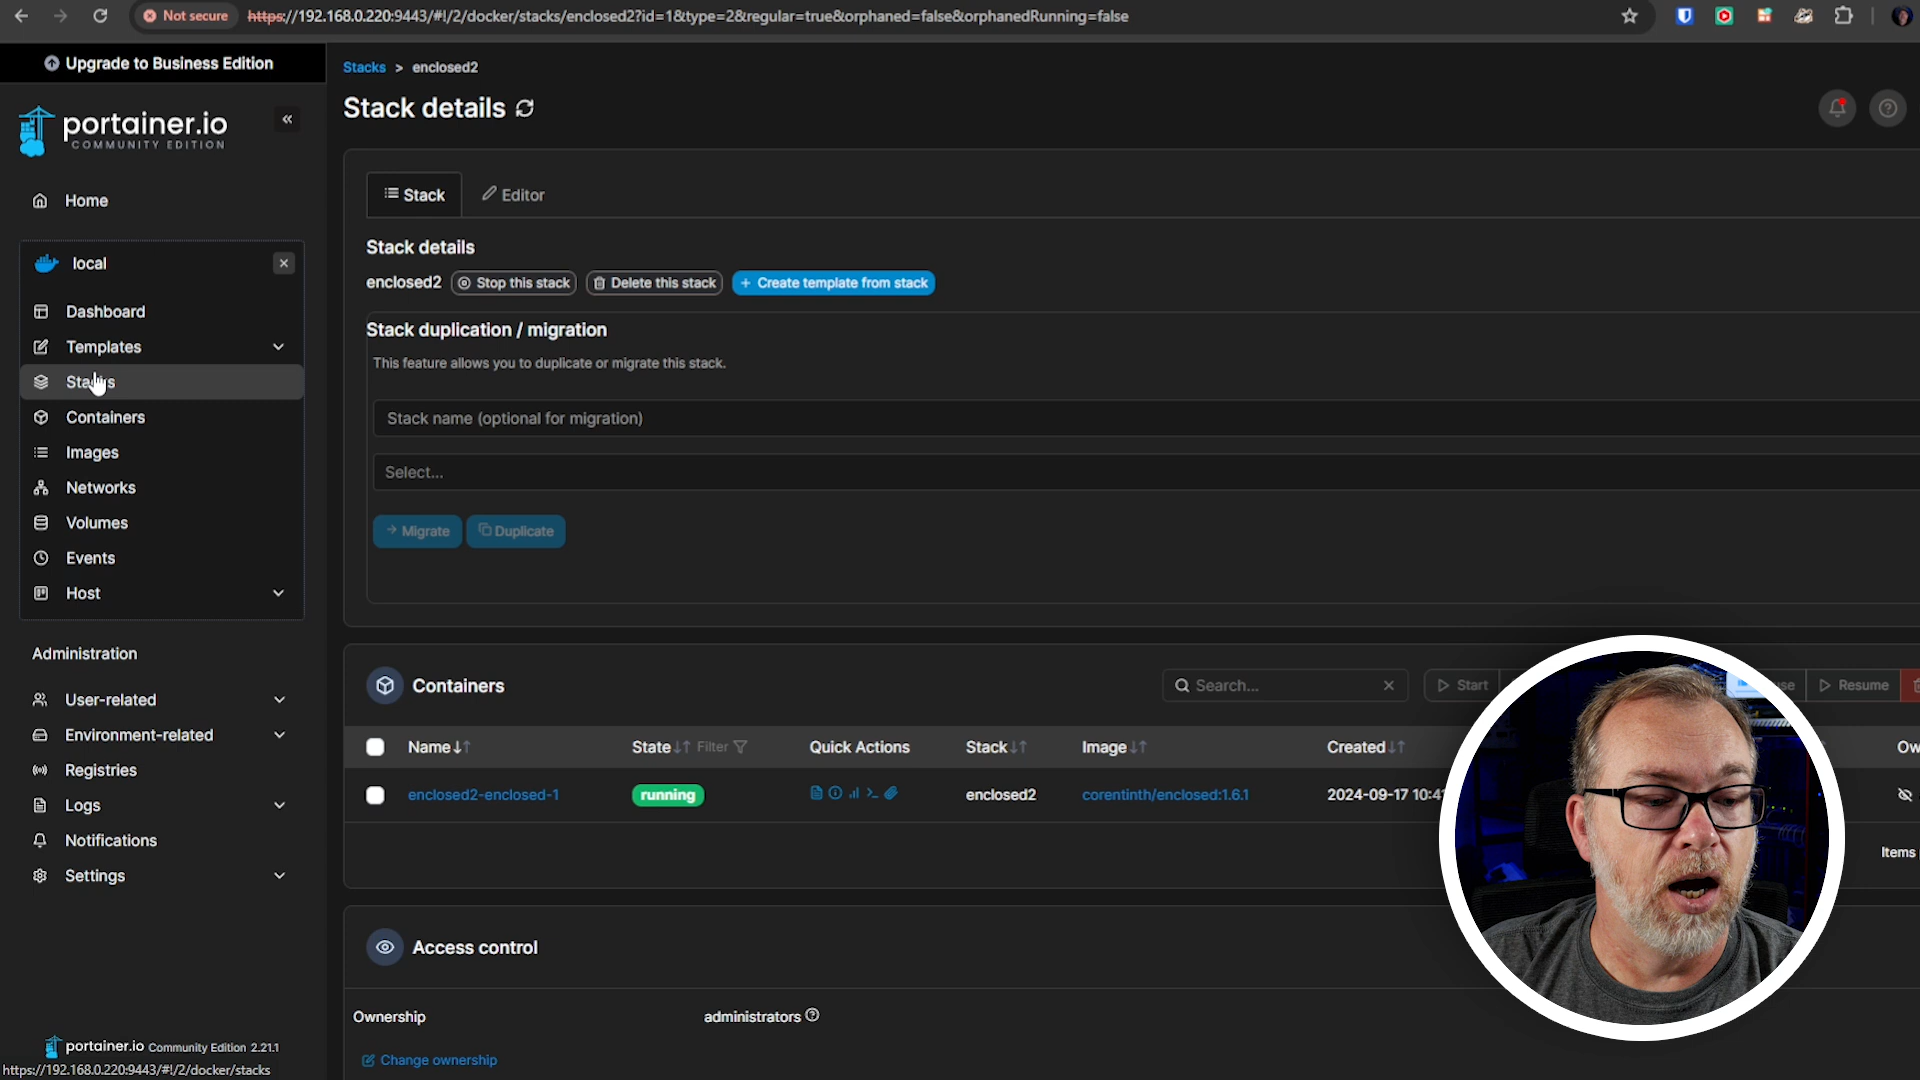 Not secure
https://192.168.0.220:9443/#!/2/docker/stacks/enclosed2?id=1&type=2&regular=true&orphaned=false&orphanedRunning=false
Upgrade to Business Edition
portainer.io
COMMUNITY EDITION
Home
local
Dashboard
Templates
Stacks
Containers
Images
Networks
Volumes
Events
Host
Administration
User-related
Environment-related
Registries
Logs
Notifications
Settings
portainer.io Community Edition 2.21.1
https://192.168.0.220:9443/#!/2/docker/stacks
Stacks > enclosed2
Stack details
Stack
Editor
Stack details
enclosed2 Stop this stack Delete this stack + Create template from stack
Stack duplication / migration
This feature allows you to duplicate or migrate this stack.
Stack name (optional for migration)
Select...
Migrate Duplicate
Containers
Search...
Start
Resume
Name State Filter Quick Actions Stack Image Created Ow
enclosed2-enclosed-1 running enclosed2 corentinth/enclosed:1.6.1 2024-09-17 10:4
Items
Access control
Ownership administrators
Change ownership